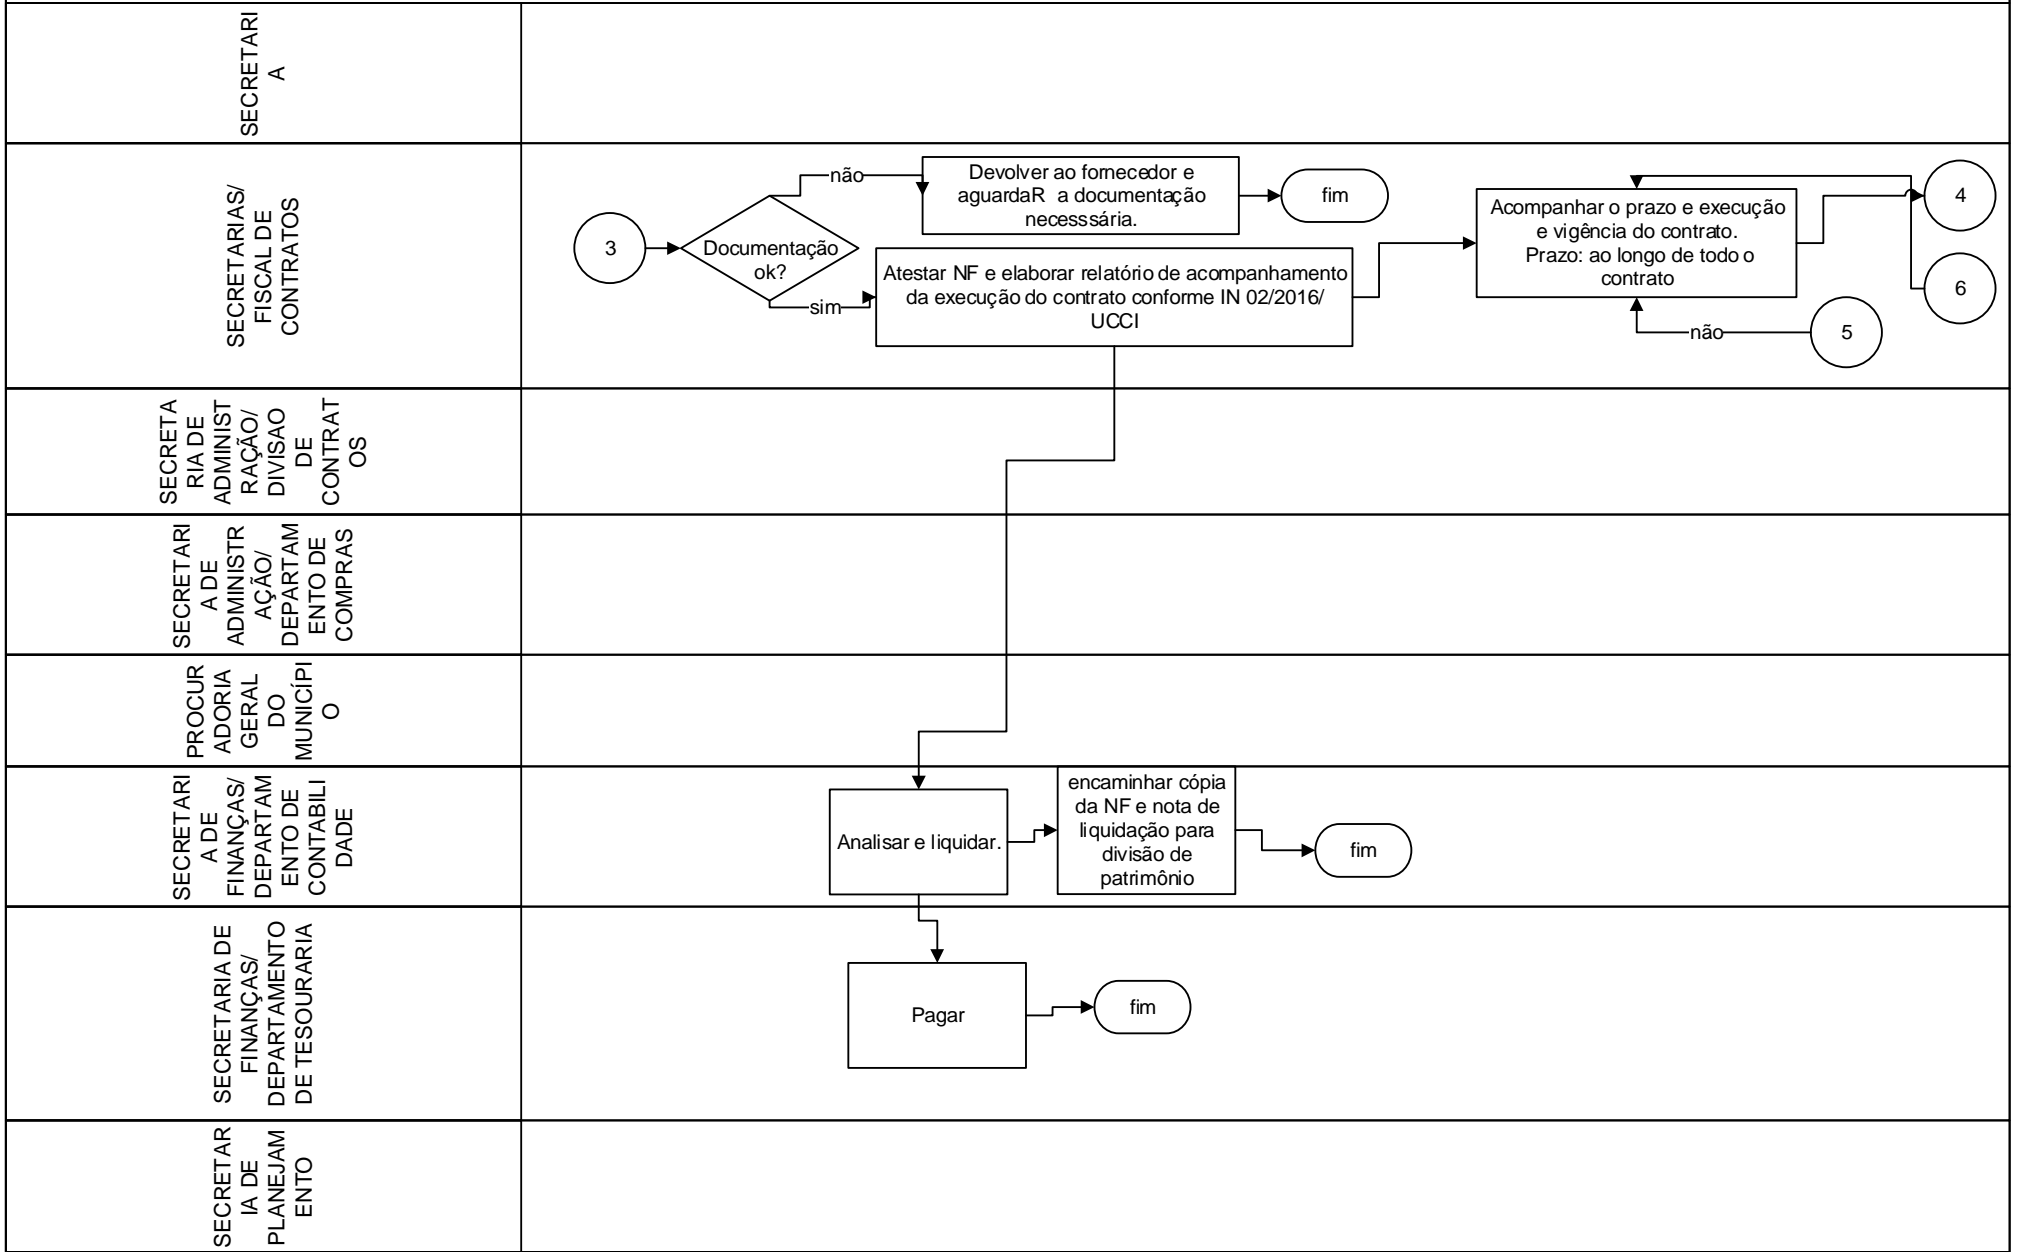 SECRETARI
A
SECRETARIAS/
FISCAL DE
CONTRATOS
não
Devolver ao fornecedor e
aguardaR a documentação
necesssária.
fim
3
Documentação
ok?
sim
Atestar NF e elaborar relatório de acompanhamento
da execução do contrato conforme IN 02/2016/
UCCI
Acompanhar o prazo e execução
e vigência do contrato.
Prazo: ao longo de todo o
contrato
4
6
não
5
SECRETA
RIA DE
ADMINIST
RAÇÃO/
DIVISAO
DE
CONTRAT
OS
SECRETARI
A DE
ADMINISTR
AÇÃO/
DEPARTAM
ENTO DE
COMPRAS
PROCUR
ADORIA
GERAL
DO
MUNICÍPI
O
SECRETARI
A DE
FINANÇAS/
DEPARTAM
ENTO DE
CONTABILI
DADE
Analisar e liquidar.
encaminhar cópia
da NF e nota de
liquidação para
divisão de
patrimônio
fim
SECRETARIA DE
FINANÇAS/
DEPARTAMENTO
DE TESOURARIA
Pagar
fim
SECRETAR
IA DE
PLANEJAM
ENTO